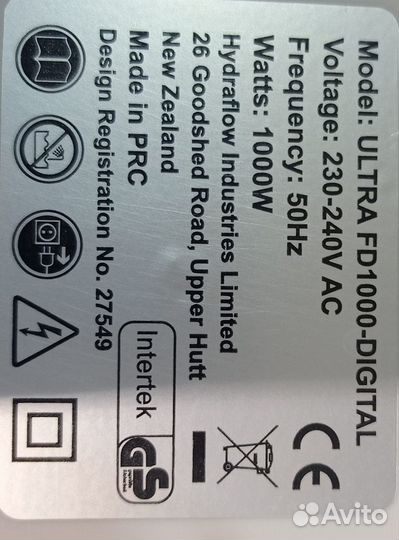 Model: ULTRA FD1000-DIGITAL
Voltage: 230-240V AC
Frequency: 50Hz
Watts: 1000W
Hydraflow Industries Limited
26 Goodshed Road, Upper Hutt
New Zealand
Made in PRC
Design Registration No. 27549
CE
Intertek
GS
Avito